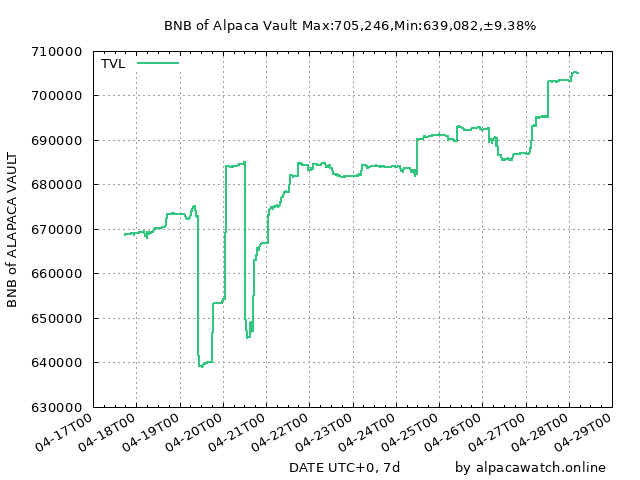 BNB of Alpaca Vault Max:705,246,Min:639,082,±9.38%
TVL
BNB of ALAPACA VAULT
710000
700000
690000
680000
670000
660000
650000
640000
630000
04-17T00
04-18T00
04-19T00
04-20T00
04-21T00
04-22T00
04-23T00
04-24T00
04-25T00
04-26T00
04-27T00
04-28T00
04-29T00
DATE UTC+0, 7d
by alpacawatch.online